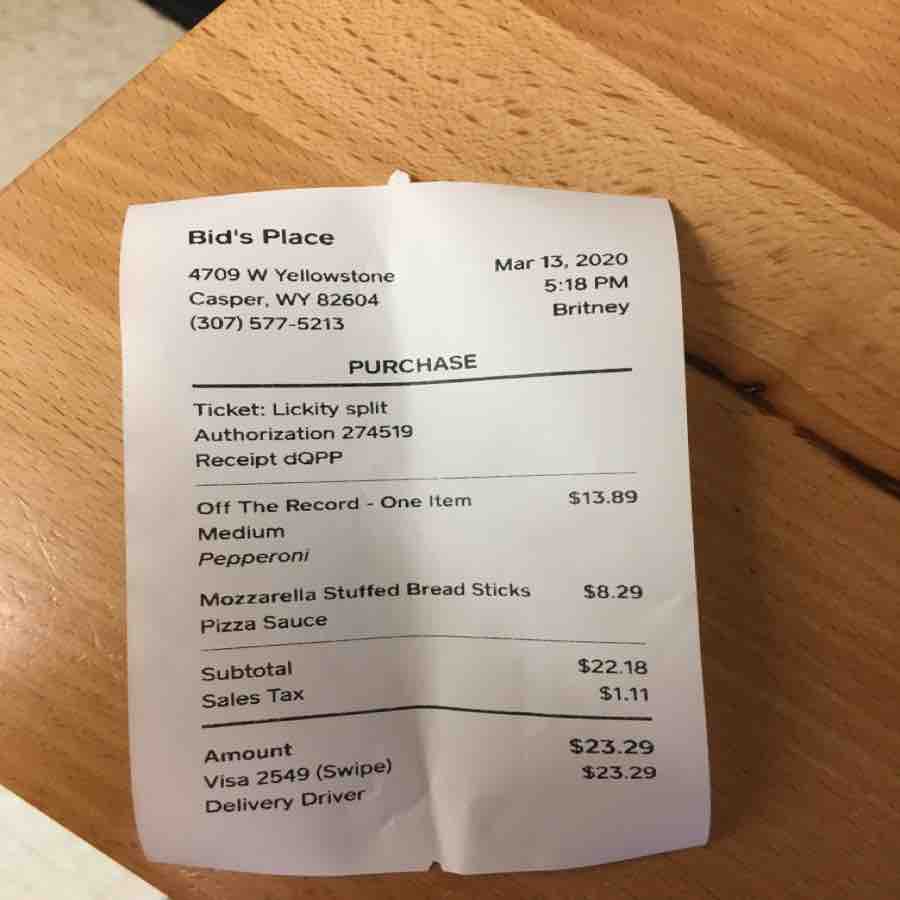 Bid's Place
4709 W Yellowstone
Casper, WY 82604
(307) 577-5213
Mar 13, 2020
5:18 PM
Britney
PURCHASE
Ticket: Lickity split
Authorization 274519
Receipt dQPP
Off The Record - One Item $13.89
Medium
Pepperoni
Mozzarella Stuffed Bread Sticks $8.29
Pizza Sauce
Subtotal $22.18
Sales Tax $1.11
Amount $23.29
Visa 2549 (Swipe) $23.29
Delivery Driver